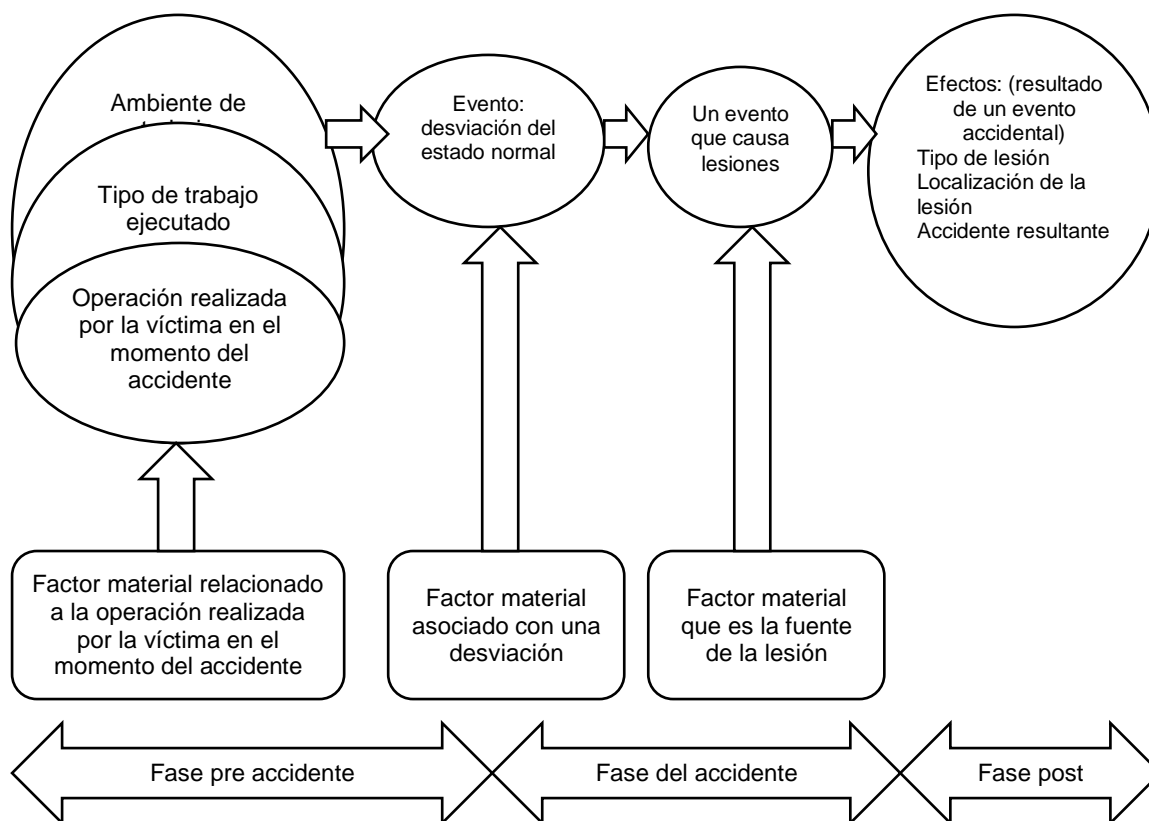 Ambiente de
Tipo de trabajo
ejecutado
Operación realizada
por la víctima en el
momento del
accidente
Evento:
desviación del
estado normal
Un evento
que causa
lesiones
Efectos: (resultado
de un evento
accidental)
Tipo de lesión
Localización de la
lesión
Accidente resultante
Factor material relacionado
a la operación realizada
por la víctima en el
momento del accidente
Factor material
asociado con una
desviación
Factor material
que es la fuente
de la lesión
Fase pre accidente
Fase del accidente
Fase post